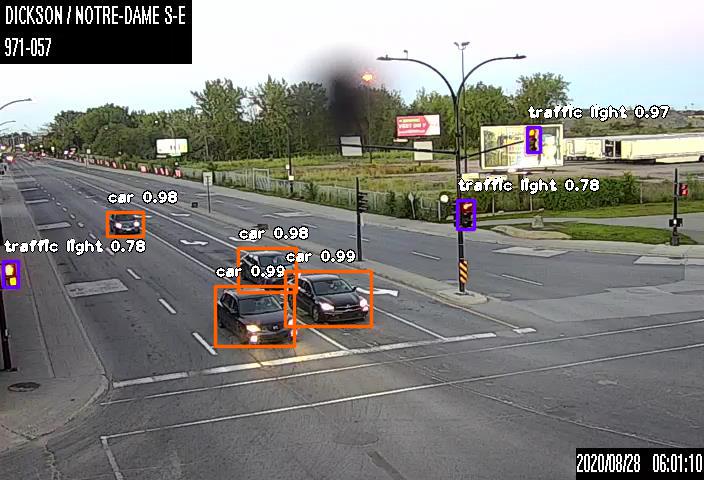 DICKSON / NOTRE-DAME S-E
971-057
traffic light 0.97
traffic light 0.78
car 0.98
car 0.98
traffic light 0.78
car 0.99
car 0.99
2020/08/28 06:01:10